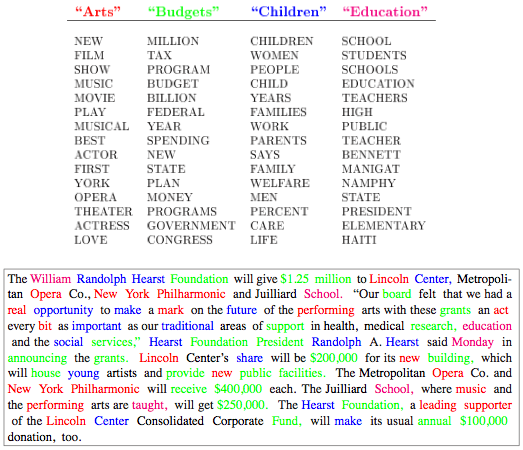 “Arts” “Budgets” “Children” “Education”
NEW MILLION CHILDREN SCHOOL
FILM TAX WOMEN STUDENTS
SHOW PROGRAM PEOPLE SCHOOLS
MUSIC BUDGET CHILD EDUCATION
MOVIE BILLION YEARS TEACHERS
PLAY FEDERAL FAMILIES HIGH
MUSICAL YEAR WORK PUBLIC
BEST SPENDING PARENTS TEACHER
ACTOR NEW SAYS BENNETT
FIRST STATE FAMILY MANIGAT
YORK PLAN WELFARE NAMPHY
OPERA MONEY MEN STATE
THEATER PROGRAMS PERCENT PRESIDENT
ACTRESS GOVERNMENT CARE ELEMENTARY
LOVE CONGRESS LIFE HAITI
The William Randolph Hearst Foundation will give $1.25 million to Lincoln Center, Metropoli-
tan Opera Co., New York Philharmonic and Juilliard School. “Our board felt that we had a
real opportunity to make a mark on the future of the performing arts with these grants an act
every bit as important as our traditional areas of support in health, medical research, education
and the social services,” Hearst Foundation President Randolph A. Hearst said Monday in
announcing the grants. Lincoln Center’s share will be $200,000 for its new building, which
will house young artists and provide new public facilities. The Metropolitan Opera Co. and
New York Philharmonic will receive $400,000 each. The Juilliard School, where music and
the performing arts are taught, will get $250,000. The Hearst Foundation, a leading supporter
of the Lincoln Center Consolidated Corporate Fund, will make its usual annual $100,000
donation, too.